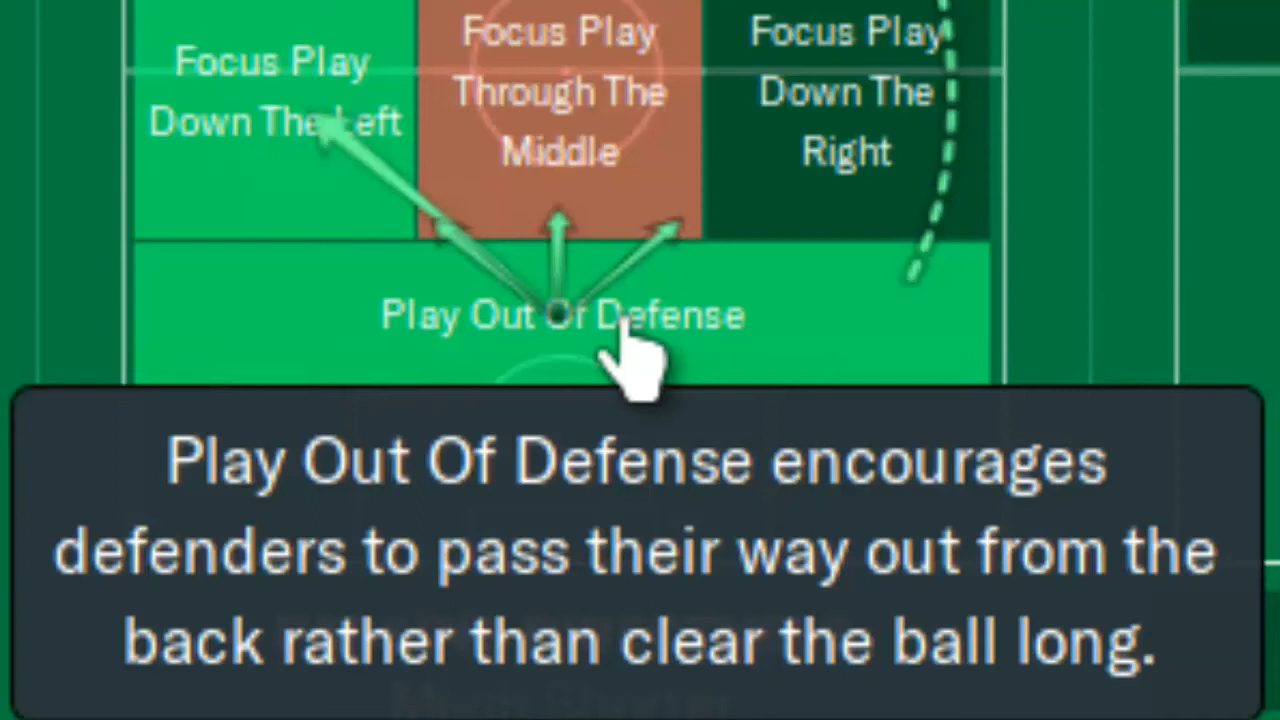 Focus Play
Down The Left
Focus Play
Through The
Middle
Focus Play
Down The
Right
Play Out Of Defense
Play Out Of Defense encourages
defenders to pass their way out from the
back rather than clear the ball long.